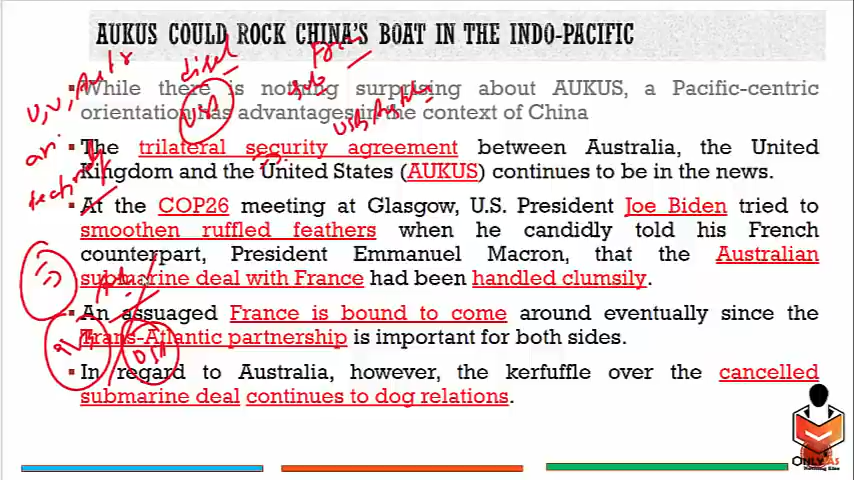 AUKUS COULD ROCK CHINA'S BOAT IN THE INDO-PACIFIC
While there is nothing surprising about AUKUS, a Pacific-centric
orientation has advantages in the context of China
The trilateral security agreement between Australia, the United
Kingdom and the United States (AUKUS) continues to be in the news.
At the COP26 meeting at Glasgow, U.S. President Joe Biden tried to
smoothen ruffled feathers when he candidly told his French
counterpart, President Emmanuel Macron, that the Australian
submarine deal with France had been handled clumsily.
An assuaged France is bound to come around eventually since the
Trans-Atlantic partnership is important for both sides.
In regard to Australia, however, the kerfuffle over the cancelled
submarine deal continues to dog relations.
USA
USA
ONLY IAS
Nothing Else